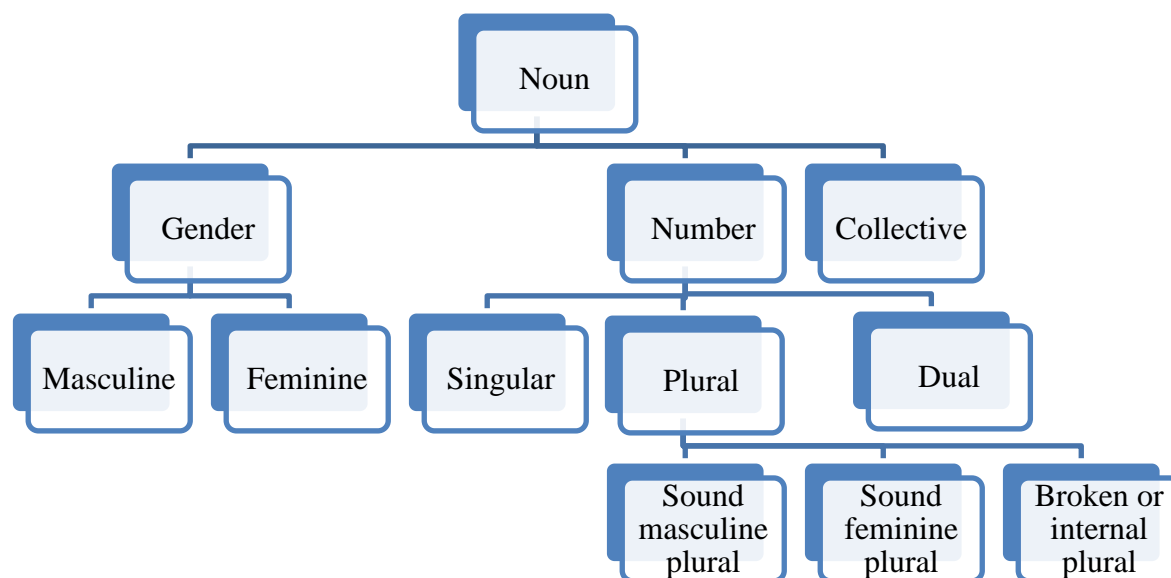 Noun
Gender
Number
Collective
Masculine
Feminine
Singular
Plural
Dual
Sound
masculine
plural
Sound
feminine
plural
Broken or
internal
plural